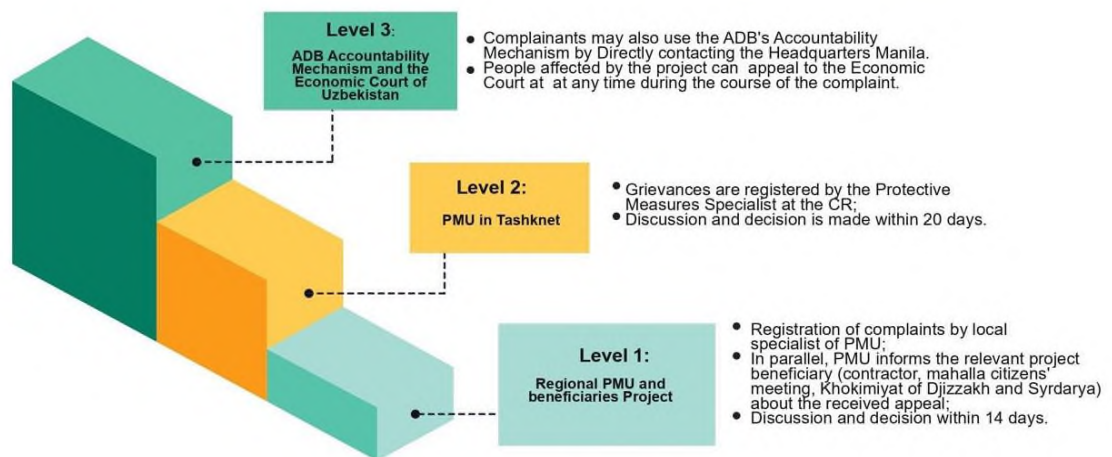 Level 3:
ADB Accountability
Mechanism and the
Economic Court of
Uzbekistan
• Complainants may also use the ADB's Accountability
Mechanism by Directly contacting the Headquarters Manila.
• People affected by the project can appeal to the Economic
Court at at any time during the course of the complaint.
Level 2:
PMU in Tashknet
• Grievances are registered by the Protective
Measures Specialist at the CR;
• Discussion and decision is made within 20 days.
Level 1:
Regional PMU and
beneficiaries Project
• Registration of complaints by local
specialist of PMU;
• In parallel, PMU informs the relevant project
beneficiary (contractor, mahalla citizens'
meeting, Khokimiyat of Djizzakh and Syrdarya)
about the received appeal;
• Discussion and decision within 14 days.